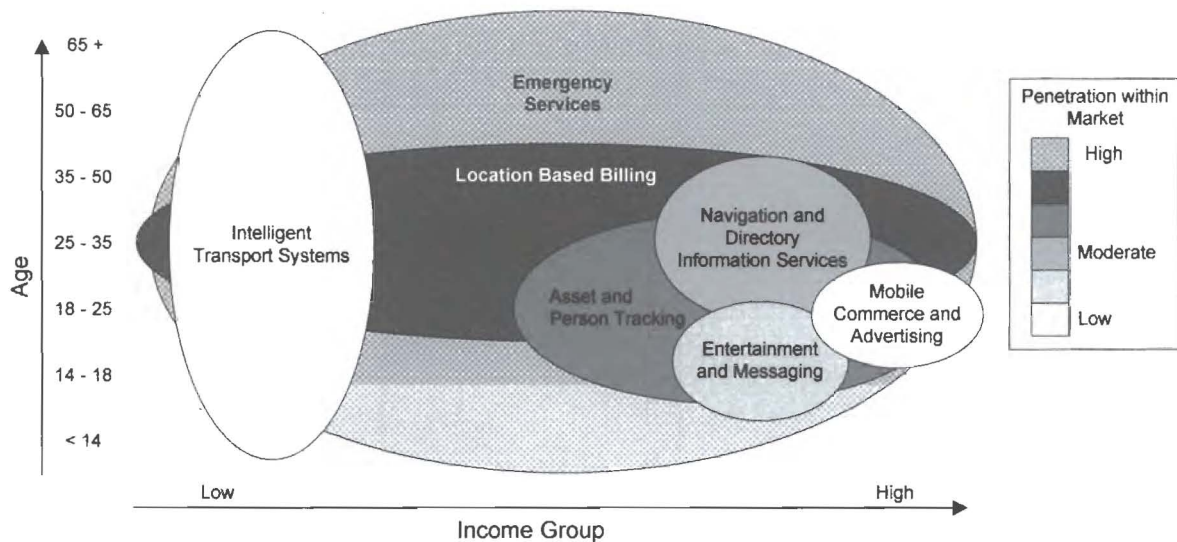 65 +
50 - 65
35 - 50
25 - 35
18 - 25
14 - 18
< 14
Age
Emergency
Services
Location Based Billing
Intelligent
Transport Systems
Navigation and
Directory
Information Services
Asset and
Person Tracking
Mobile
Commerce and
Advertising
Entertainment
and Messaging
Low
High
Income Group
Penetration within
Market
High
Moderate
Low